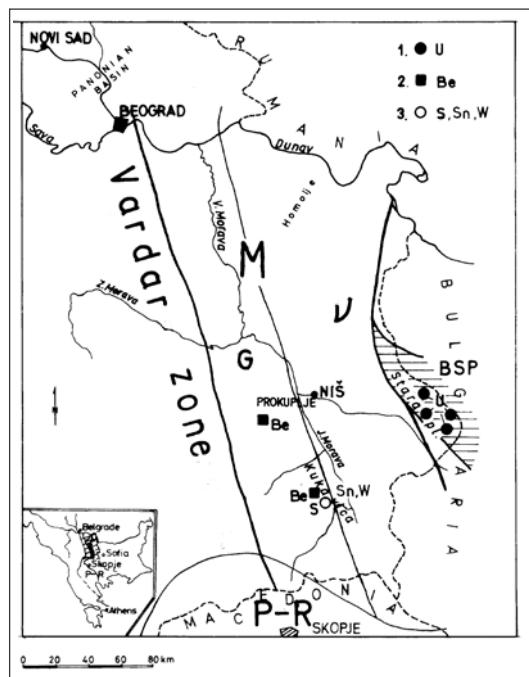 NOVI SAD
PANONIAN
BASIN
BEOGRAD
Sava
RUMANIA
Dunav
1. U
2. Be
3. S,Sn,W
Homolje
V.Morava
Vardar
zone
M
Z.Morava
G
ν
BULGARIA
BSP
stara pl.
U
NIŠ
PROKUPLJE
Be
J.Morava
Kukavica
Be
Sn,W
S
Belgrade
Sofia
Skopje
P-R
Athens
P-R
MACEDONIA
SKOPJE
0 20 40 60 80 km